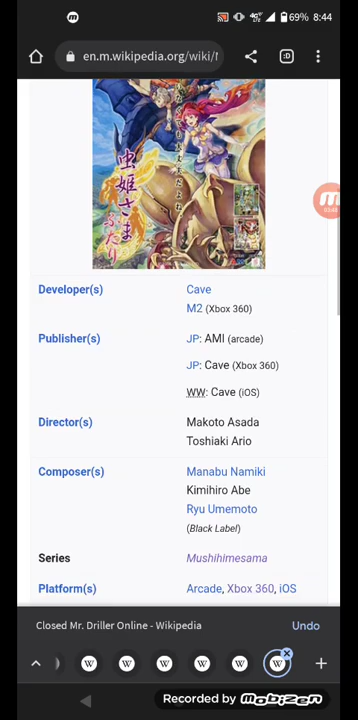 69% 8:44
en.m.wikipedia.org/wiki/
虫姫さま
ふたり
Developer(s)
Cave
M2 (Xbox 360)
03:48
Publisher(s)
JP: AMI (arcade)
JP: Cave (Xbox 360)
WW: Cave (iOS)
Director(s)
Makoto Asada
Toshiaki Ario
Composer(s)
Manabu Namiki
Kimihiro Abe
Ryu Umemoto
(Black Label)
Series
Mushihimesama
Platform(s)
Arcade, Xbox 360, iOS
Closed Mr. Driller Online - Wikipedia
Undo
W W W W W W
Recorded by MOBIZEN